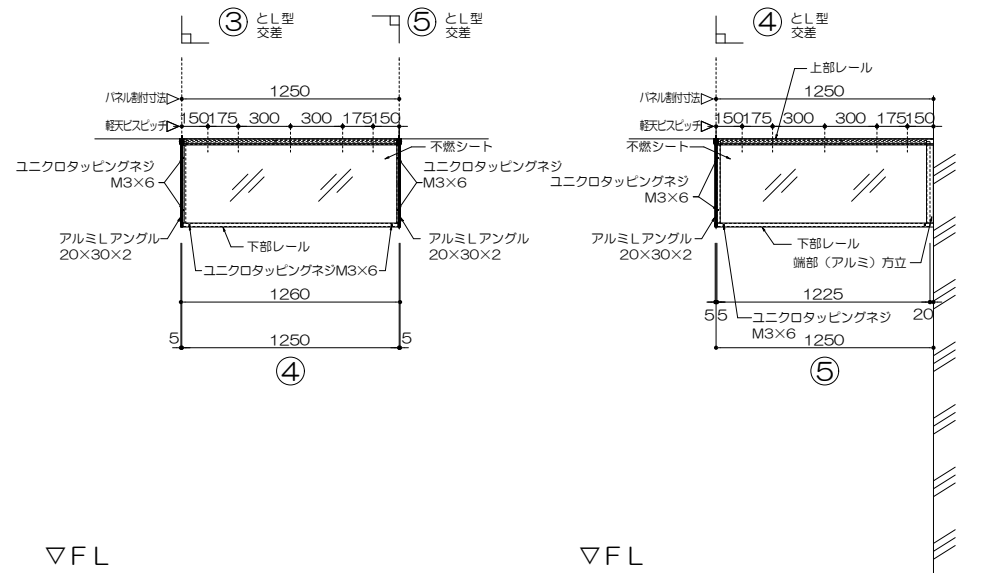 ③ とL型
交差
⑤ とL型
交差
パネル割付寸法▷
1250
軽天ビスピッチ▷
150 175 300 300 175 150
不燃シート
ユニクロタッピングネジ
M3×6
ユニクロタッピングネジ
M3×6
アルミLアングル
20×30×2
下部レール
アルミLアングル
20×30×2
ユニクロタッピングネジM3×6
1260
5 1250 5
④
▽FL
④ とL型
交差
上部レール
パネル割付寸法▷
1250
軽天ビスピッチ▷
150 175 300 300 175 150
不燃シート
ユニクロタッピングネジ
M3×6
アルミLアングル
20×30×2
下部レール
端部(アルミ)方立
1225
5 5 20
ユニクロタッピングネジ
M3×6
1250
⑤
▽FL